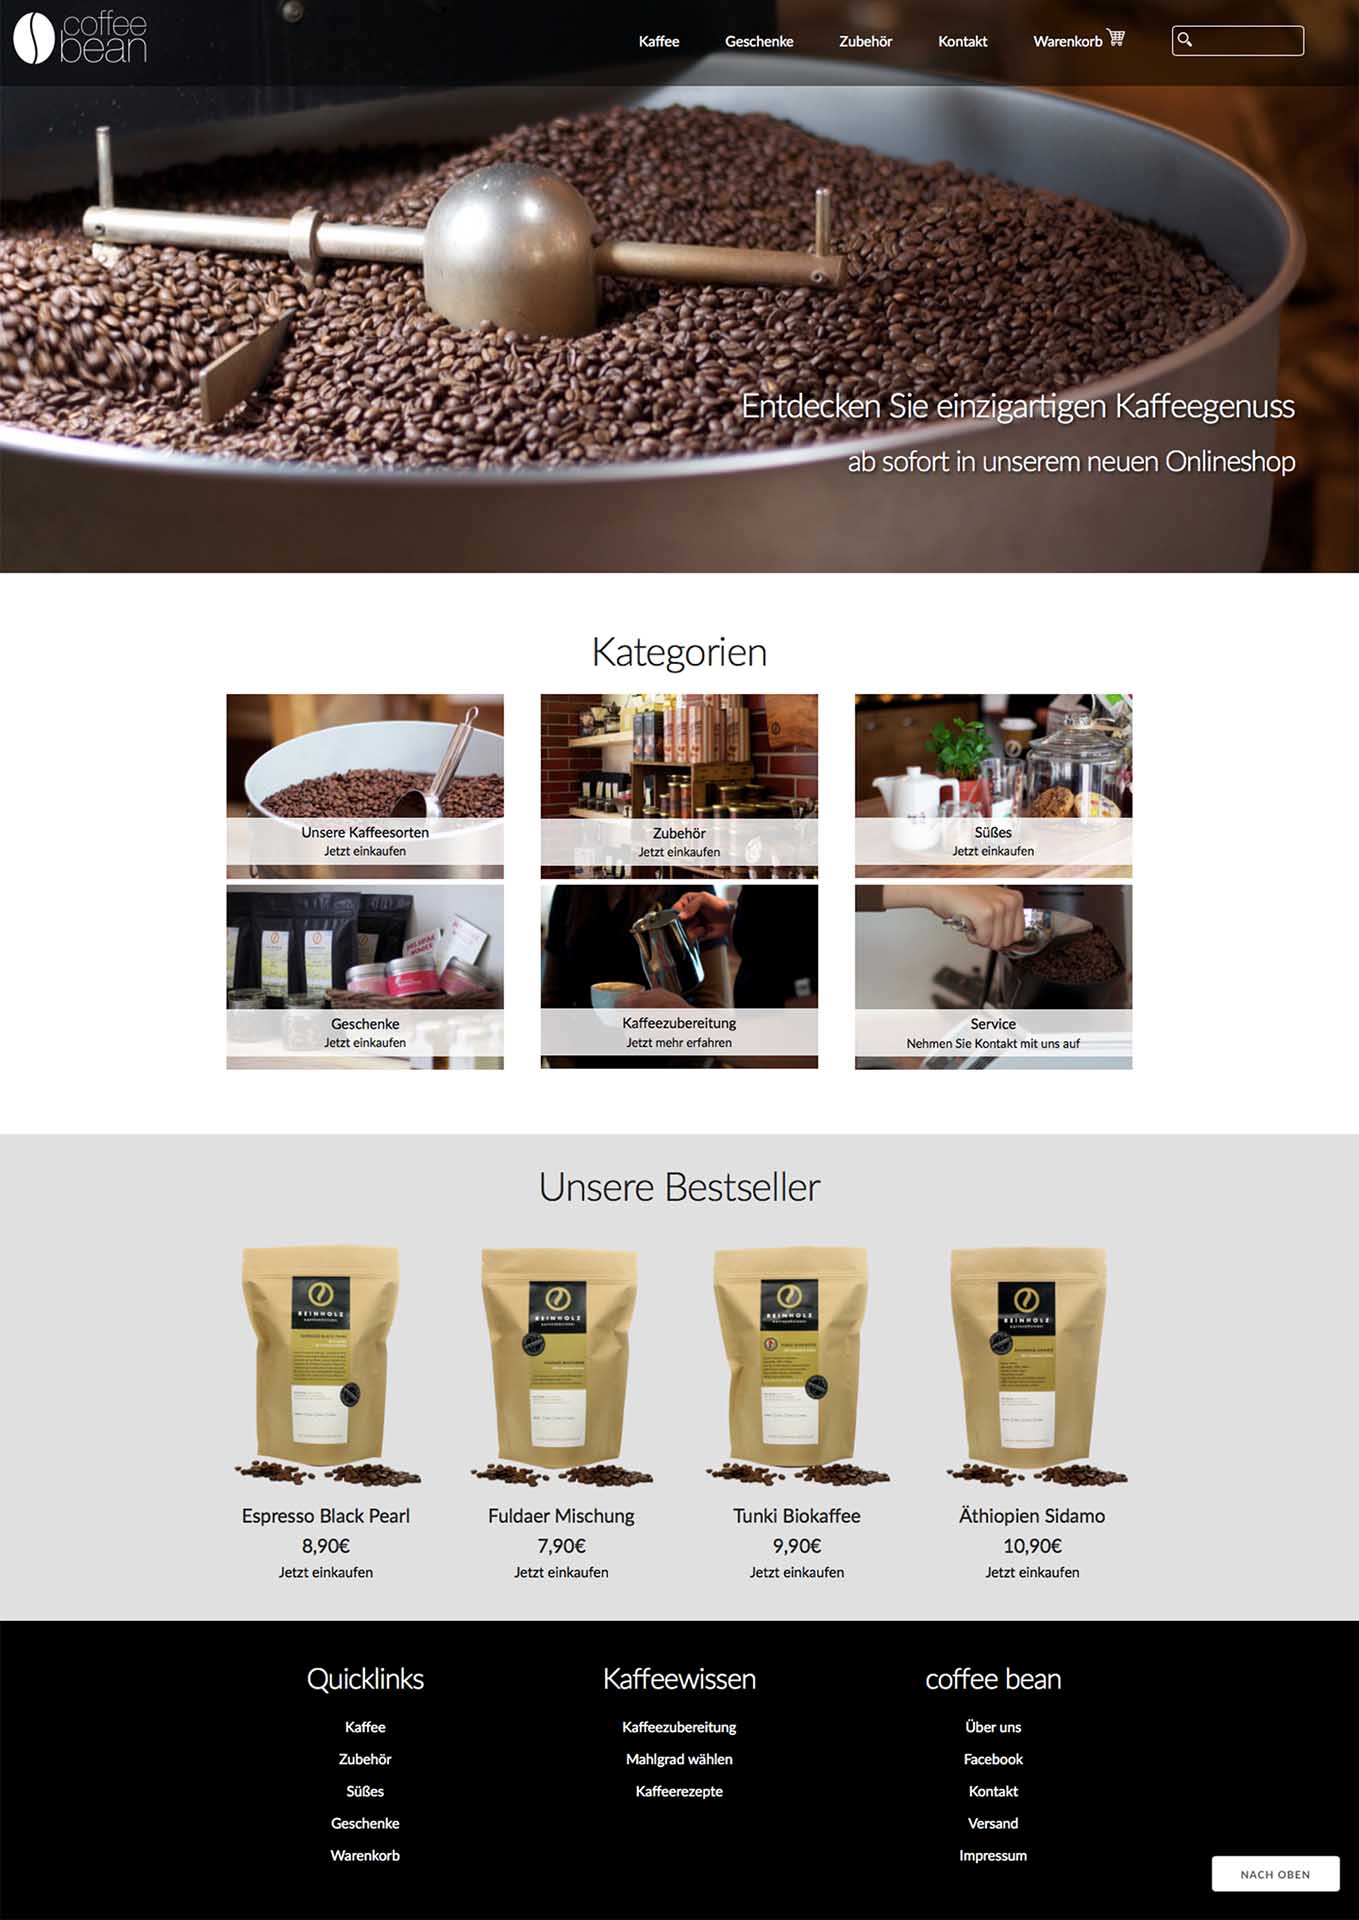 coffee
bean
Kaffee
Geschenke
Zubehör
Kontakt
Warenkorb
Entdecken Sie einzigartigen Kaffeegenuss
ab sofort in unserem neuen Onlineshop
Kategorien
Unsere Kaffeesorten
Jetzt einkaufen
Zubehör
Jetzt einkaufen
Süßes
Jetzt einkaufen
Geschenke
Jetzt einkaufen
Kaffeezubereitung
Jetzt mehr erfahren
Service
Nehmen Sie Kontakt mit uns auf
Unsere Bestseller
REINHOLZ
REINHOLZ
REINHOLZ
REINHOLZ
Espresso Black Pearl
8,90€
Jetzt einkaufen
Fuldaer Mischung
7,90€
Jetzt einkaufen
Tunki Biokaffee
9,90€
Jetzt einkaufen
Äthiopien Sidamo
10,90€
Jetzt einkaufen
Quicklinks
Kaffee
Zubehör
Süßes
Geschenke
Warenkorb
Kaffeewissen
Kaffeezubereitung
Mahlgrad wählen
Kaffeerezepte
coffee bean
Über uns
Facebook
Kontakt
Versand
Impressum
NACH OBEN